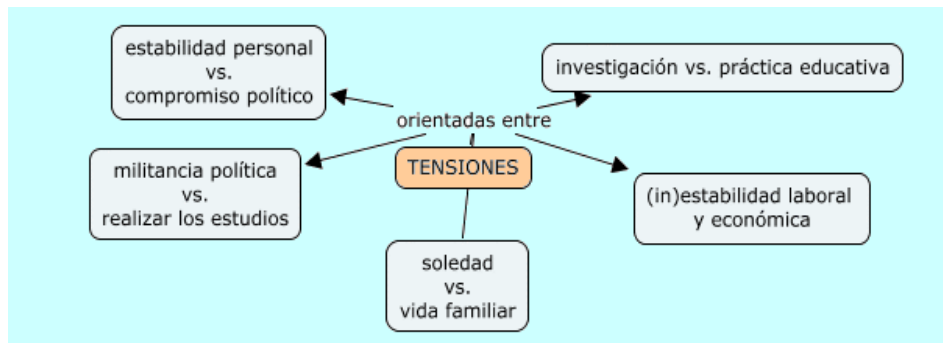 estabilidad personal
vs.
compromiso político
investigación vs. práctica educativa
orientadas entre
TENSIONES
militancia política
vs.
realizar los estudios
(in)estabilidad laboral
y económica
soledad
vs.
vida familiar